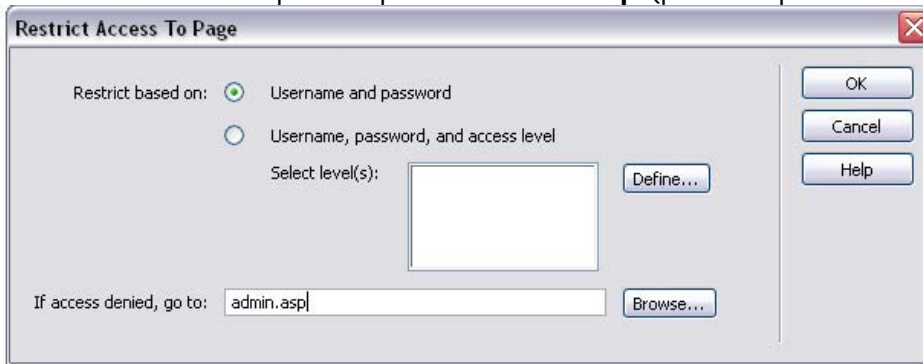 Restrict Access To Page
Restrict based on: Username and password
Username, password, and access level
Select level(s):
Define...
If access denied, go to: admin.asp
Browse...
OK
Cancel
Help